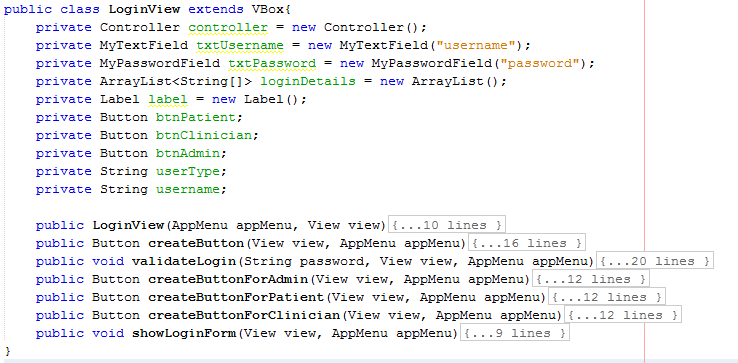 public class LoginView extends VBox{
    private Controller controller = new Controller();
    private MyTextField txtUsername = new MyTextField("username");
    private MyPasswordField txtPassword = new MyPasswordField("password");
    private ArrayList<String[]> loginDetails = new ArrayList();
    private Label label = new Label();
    private Button btnPatient;
    private Button btnClinician;
    private Button btnAdmin;
    private String userType;
    private String username;

    public LoginView(AppMenu appMenu, View view){...10 lines }
    public Button createButton(View view, AppMenu appMenu){...16 lines }
    public void validateLogin(String password, View view, AppMenu appMenu){...20 lines }
    public Button createButtonForAdmin(View view, AppMenu appMenu){...12 lines }
    public Button createButtonForPatient(View view, AppMenu appMenu){...12 lines }
    public Button createButtonForClinician(View view, AppMenu appMenu){...12 lines }
    public void showLoginForm(View view, AppMenu appMenu){...9 lines }
}